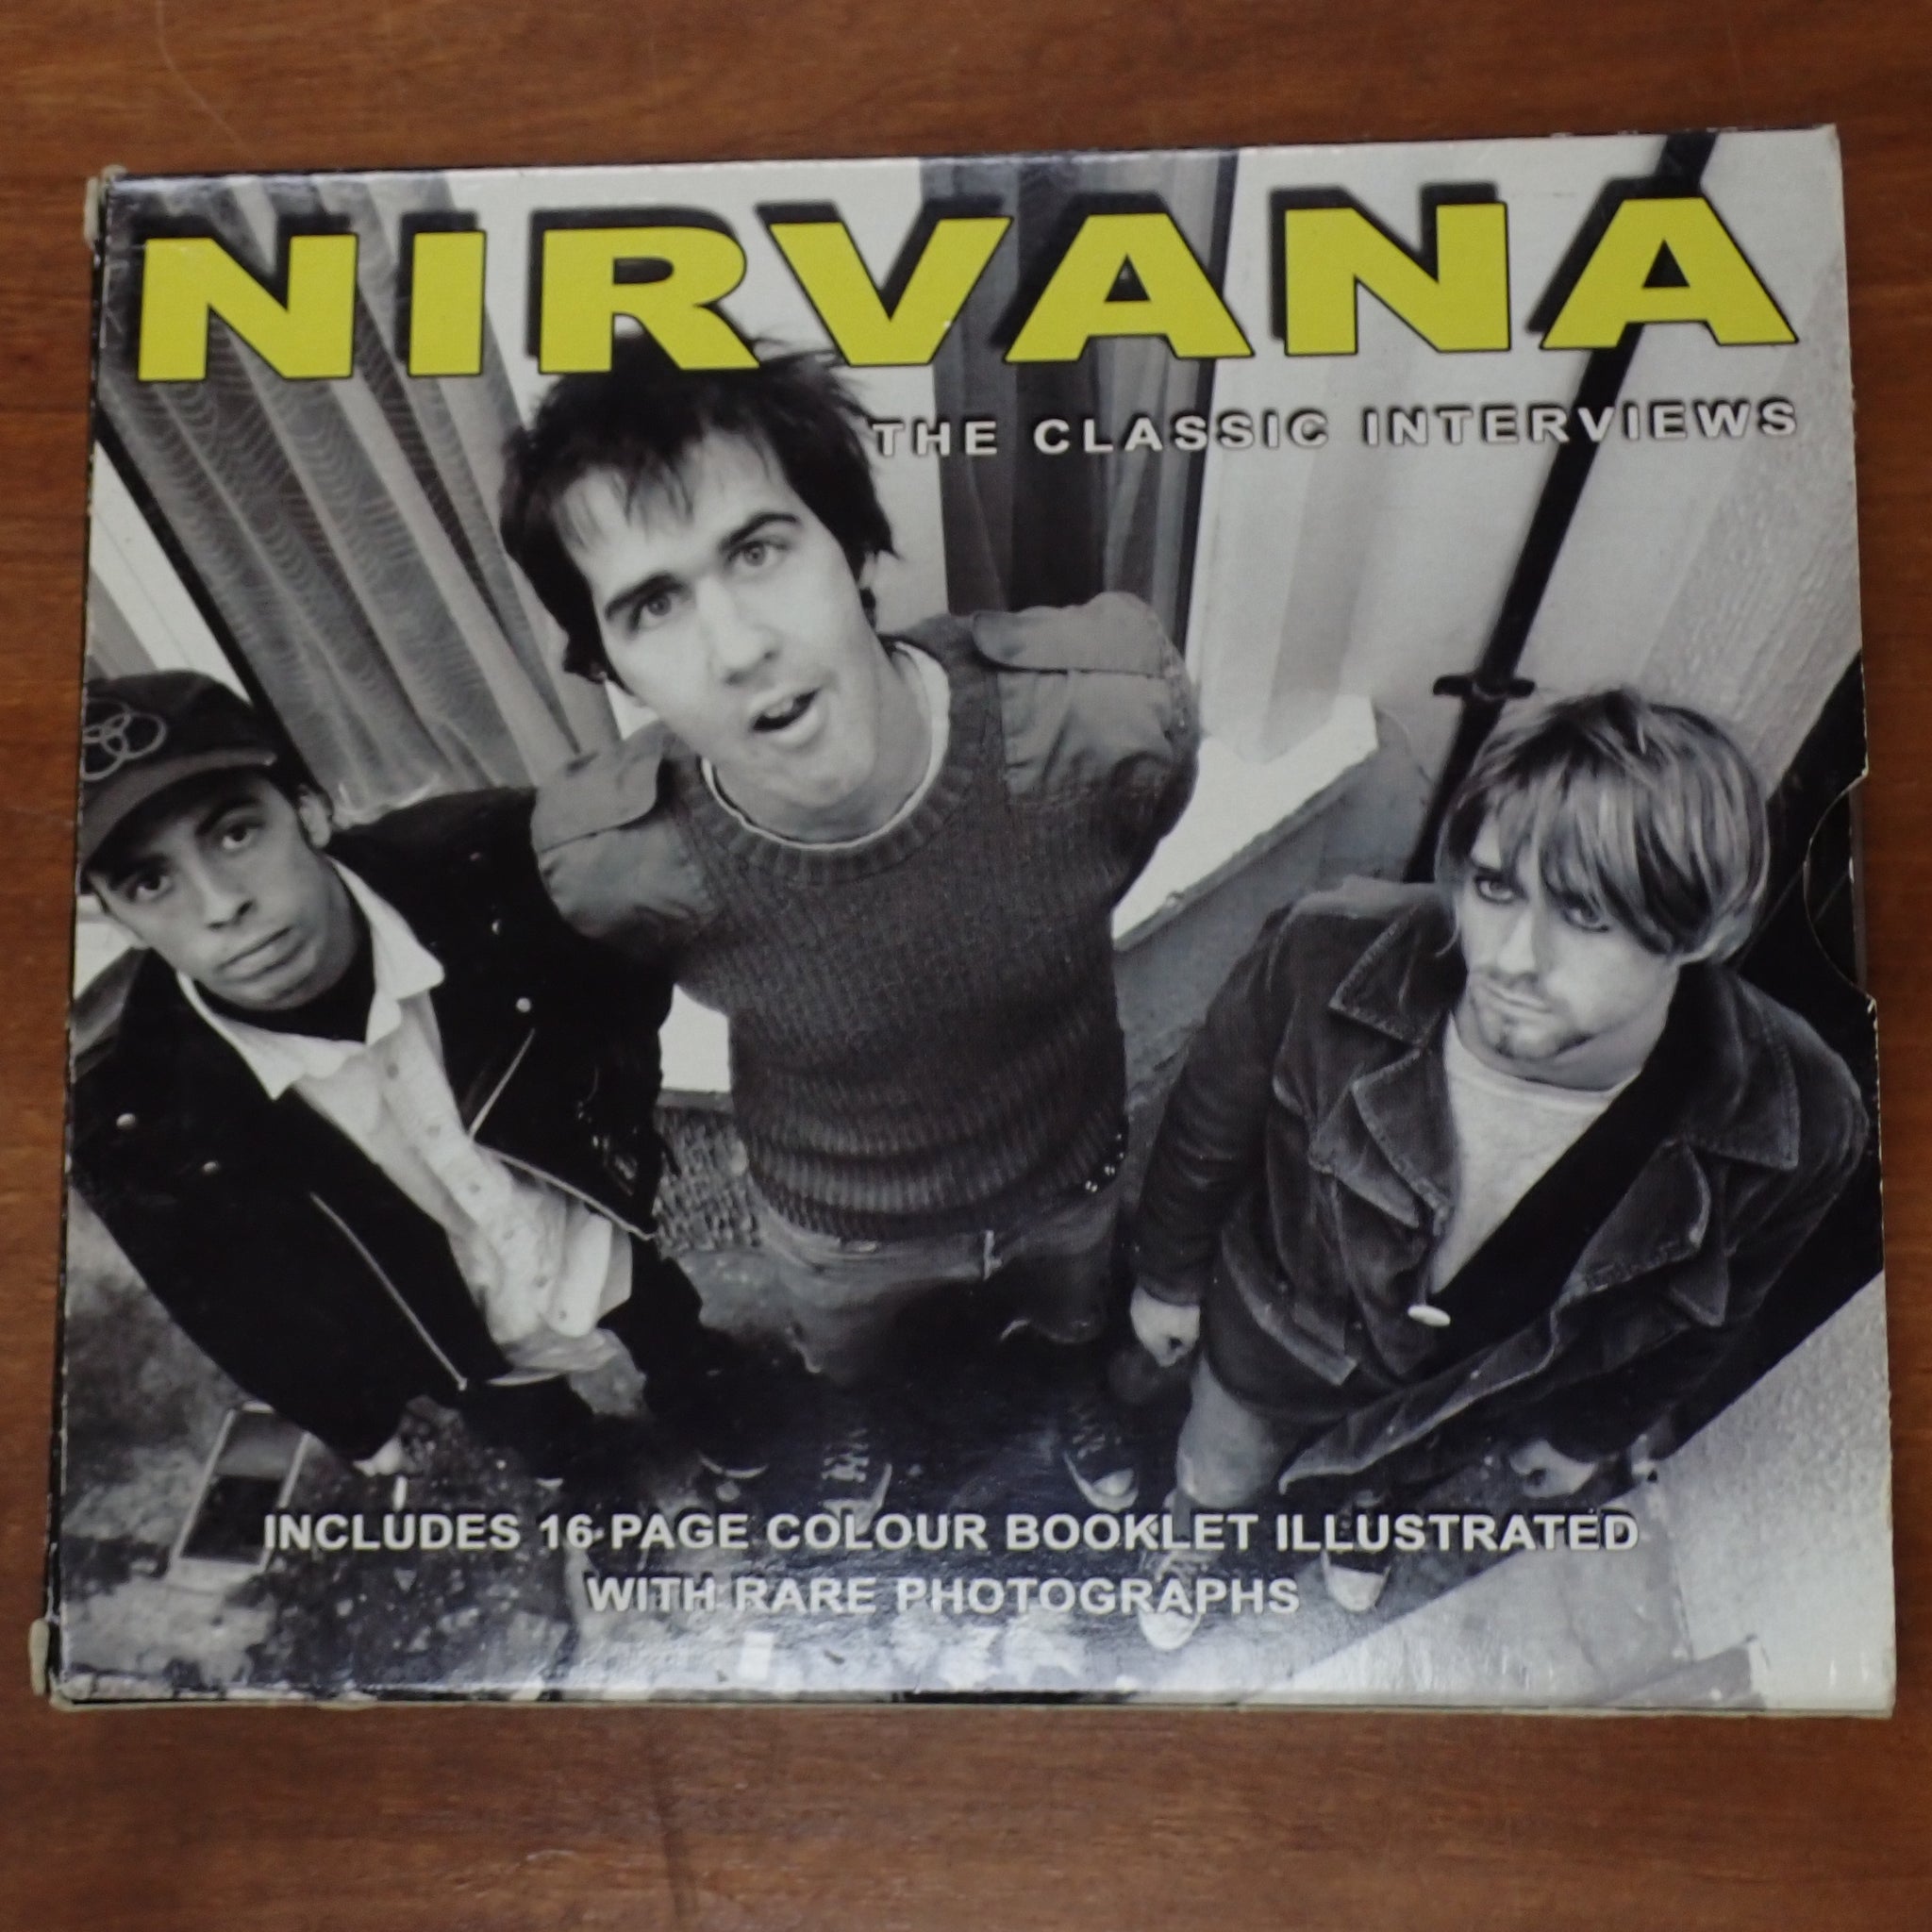 NIRVANA
THE CLASSIC INTERVIEWS
INCLUDES 16-PAGE COLOUR BOOKLET ILLUSTRATED
WITH RARE PHOTOGRAPHS